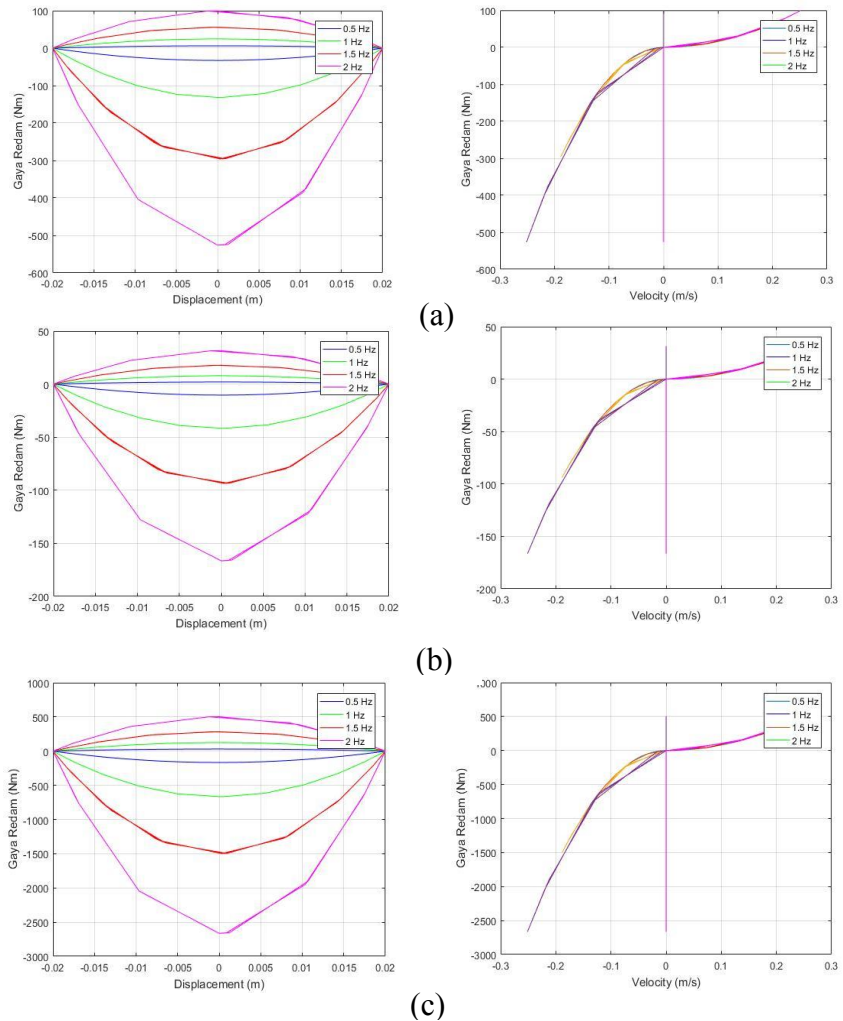 100
0
-100
-200
-300
-400
-500
-600
Gaya Redam (Nm)
-0.02 -0.015 -0.01 -0.005 0 0.005 0.01 0.015 0.02
Displacement (m)
0.5 Hz
1 Hz
1.5 Hz
2 Hz
100
0
-100
-200
-300
-400
-500
-600
Gaya Redam (Nm)
-0.3 -0.2 -0.1 0 0.1 0.2 0.3
Velocity (m/s)
0.5 Hz
1 Hz
1.5 Hz
2 Hz
(a)
50
0
-50
-100
-150
-200
Gaya Redam (Nm)
-0.02 -0.015 -0.01 -0.005 0 0.005 0.01 0.015 0.02
Displacement (m)
0.5 Hz
1 Hz
1.5 Hz
2 Hz
50
0
-50
-100
-150
-200
Gaya Redam (Nm)
-0.3 -0.2 -0.1 0 0.1 0.2 0.3
Velocity (m/s)
0.5 Hz
1 Hz
1.5 Hz
2 Hz
(b)
1000
500
0
-500
-1000
-1500
-2000
-2500
-3000
Gaya Redam (Nm)
-0.02 -0.015 -0.01 -0.005 0 0.005 0.01 0.015 0.02
Displacement (m)
0.5 Hz
1 Hz
1.5 Hz
2 Hz
500
0
-500
-1000
-1500
-2000
-2500
-3000
Gaya Redam (Nm)
-0.3 -0.2 -0.1 0 0.1 0.2 0.3
Velocity (m/s)
0.5 Hz
1 Hz
1.5 Hz
2 Hz
(c)